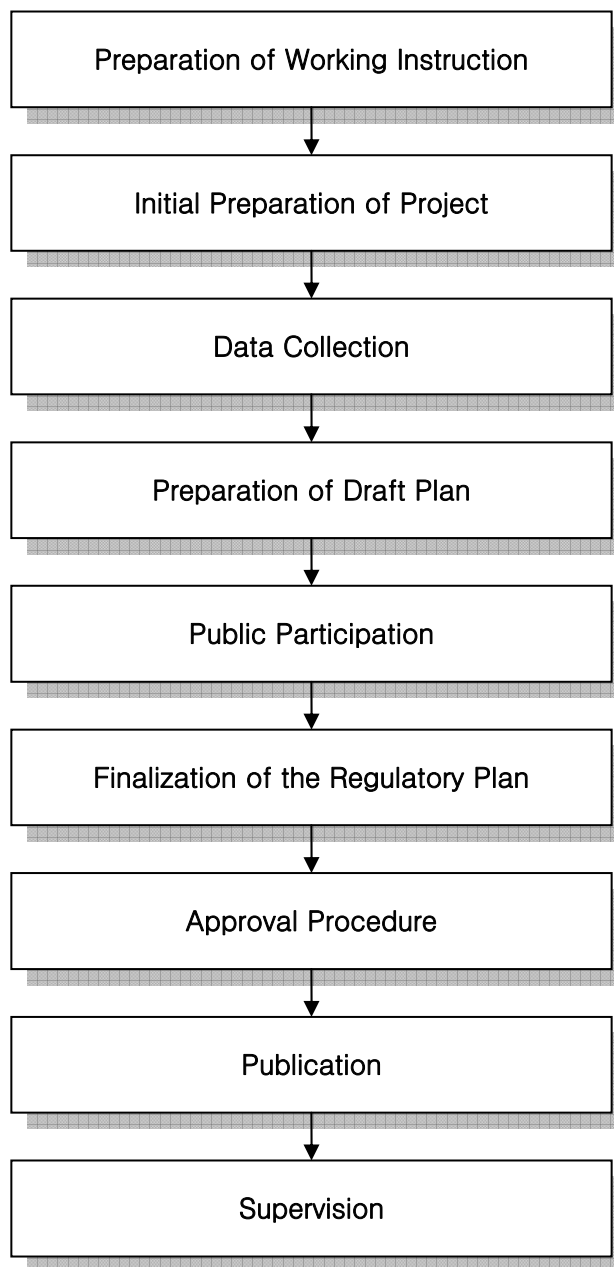 Preparation of Working Instruction
Initial Preparation of Project
Data Collection
Preparation of Draft Plan
Public Participation
Finalization of the Regulatory Plan
Approval Procedure
Publication
Supervision